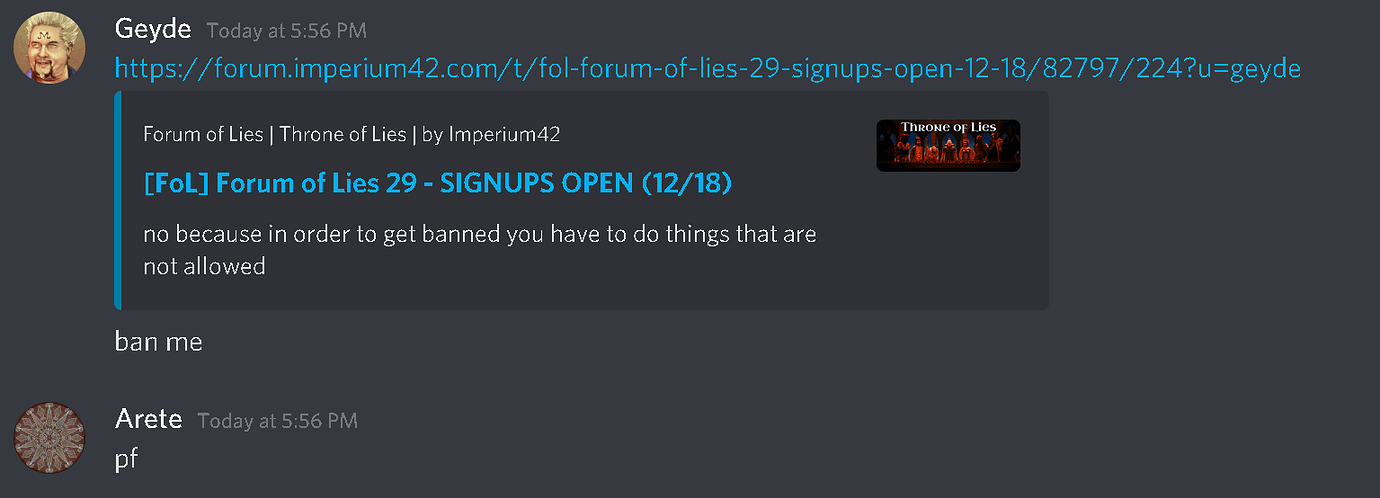 Geyde Today at 5:56 PM
https://forum.imperium42.com/t/fol-forum-of-lies-29-signups-open-12-18/82797/224?u=geyde
Forum of Lies | Throne of Lies | by Imperium42
THRONE OF LIES
[FoL] Forum of Lies 29 - SIGNUPS OPEN (12/18)
no because in order to get banned you have to do things that are
not allowed
ban me
Arete Today at 5:56 PM
pf